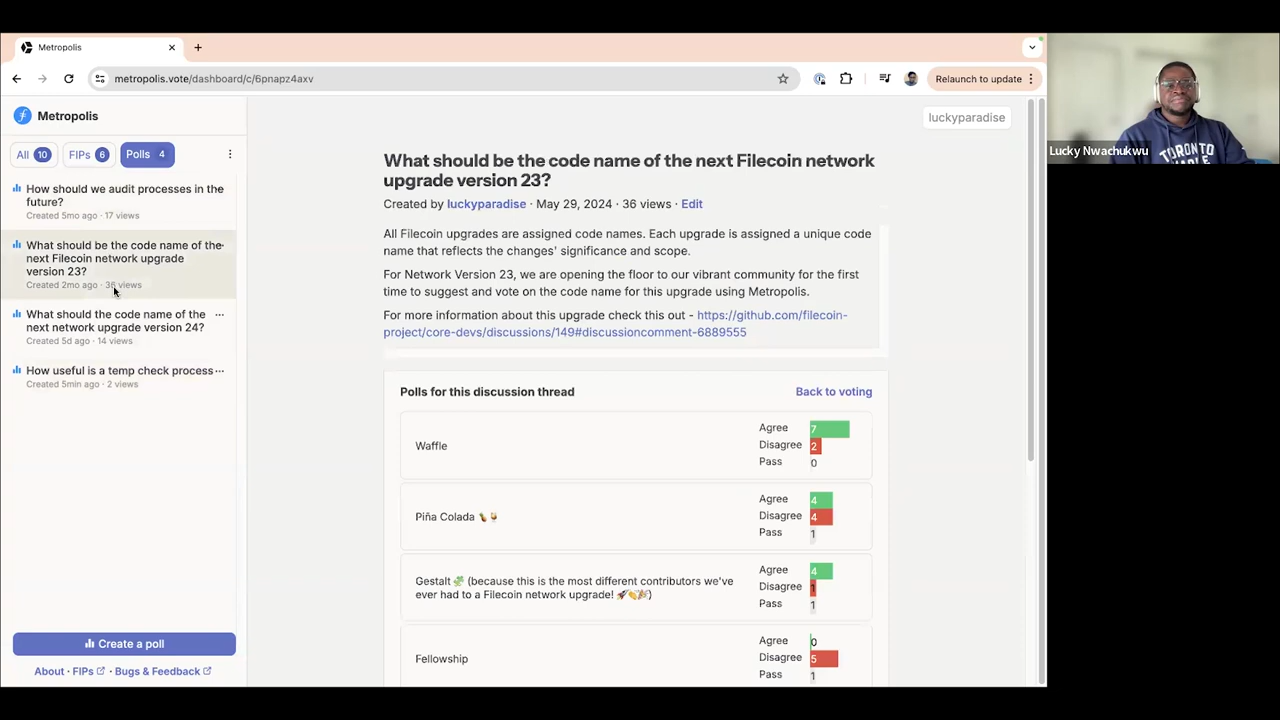 Metropolis
metropolis.vote/dashboard/c/6pnapz4axv
Relaunch to update
Metropolis
All 10
FIPs 6
Polls 4
How should we audit processes in the
future?
Created 5mo ago · 17 views
What should be the code name of the
next Filecoin network upgrade
version 23?
Created 2mo ago · 36 views
What should the code name of the
next network upgrade version 24?
Created 5d ago · 14 views
How useful is a temp check process
Created 5min ago · 2 views
Create a poll
About · FIPs · Bugs & Feedback
luckyparadise
What should be the code name of the next Filecoin network
upgrade version 23?
Created by luckyparadise · May 29, 2024 · 36 views · Edit
All Filecoin upgrades are assigned code names. Each upgrade is assigned a unique code
name that reflects the changes' significance and scope.
For Network Version 23, we are opening the floor to our vibrant community for the first
time to suggest and vote on the code name for this upgrade using Metropolis.
For more information about this upgrade check this out - https://github.com/filecoin-
project/core-devs/discussions/149#discussioncomment-6889555
Polls for this discussion thread
Back to voting
Waffle
Agree 7
Disagree 2
Pass 0
Piña Colada 🍾🍹
Agree 4
Disagree 4
Pass 1
Gestalt 🧩 (because this is the most different contributors we've
ever had to a Filecoin network upgrade! 🚀👏🎉)
Agree 4
Disagree 1
Pass 1
Fellowship
Agree 0
Disagree 5
Pass 1
Lucky Nwachukwu
TORONTO